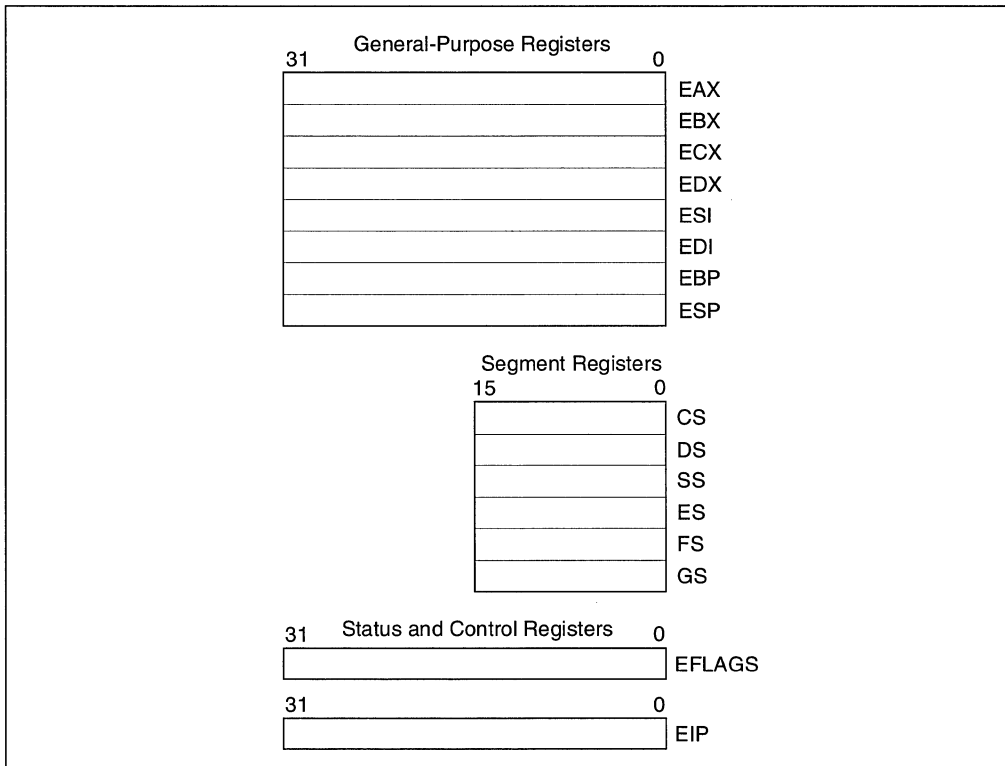 General-Purpose Registers
31 0
EAX
EBX
ECX
EDX
ESI
EDI
EBP
ESP
Segment Registers
15 0
CS
DS
SS
ES
FS
GS
Status and Control Registers
31 0
EFLAGS
31 0
EIP